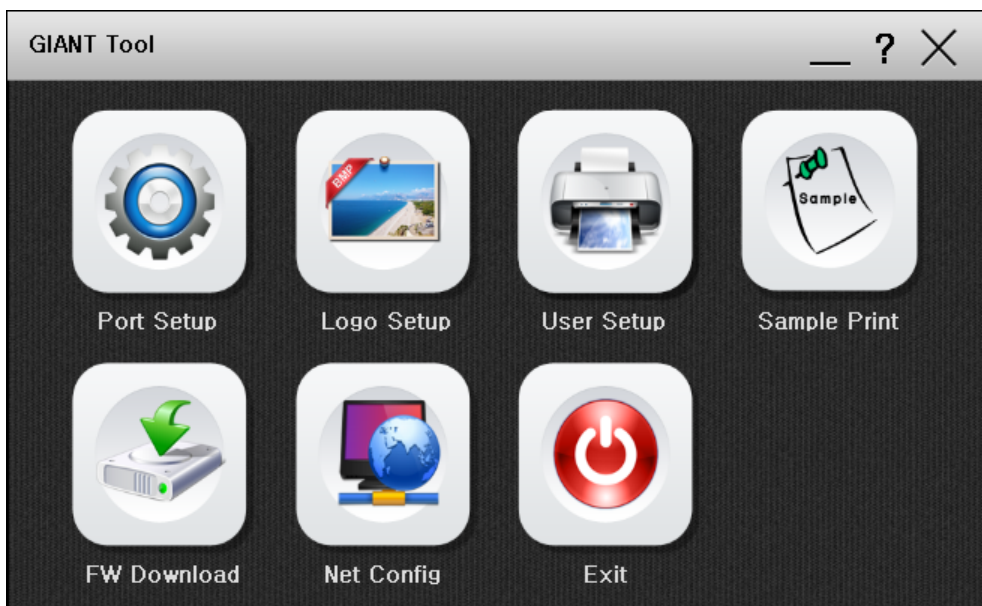 GIANT Tool
?
BMP
Sample
Port Setup
Logo Setup
User Setup
Sample Print
FW Download
Net Config
Exit